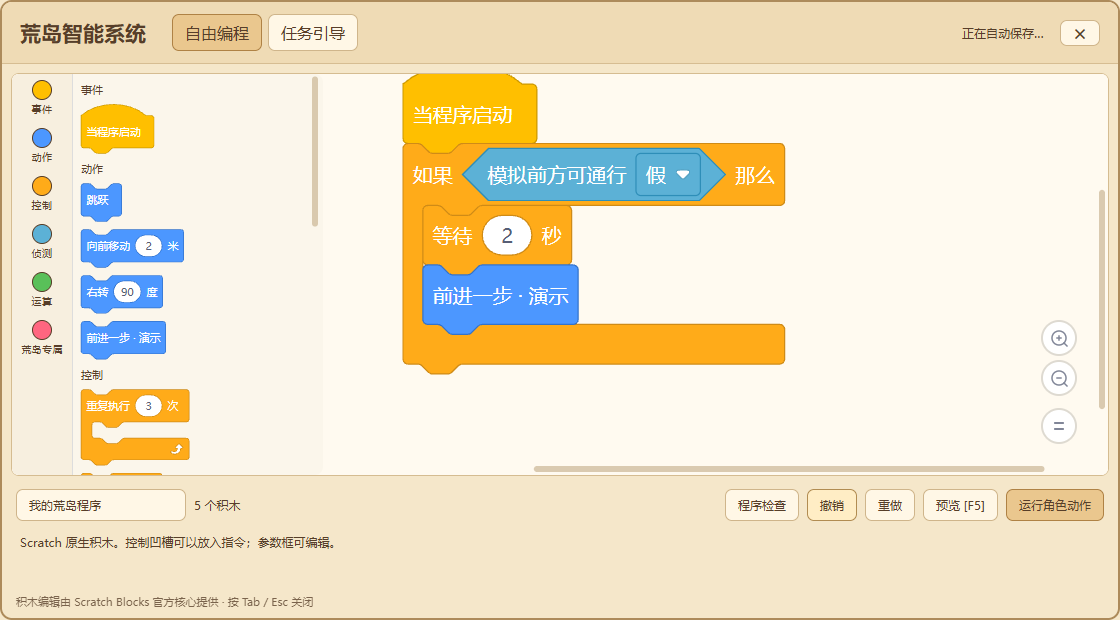 荒岛智能系统 自由编程 任务引导 正在自动保存... ×
事件
动作
控制
侦测
运算
荒岛专属
事件
当程序启动
动作
跳跃
向前移动 2 米
右转 90 度
前进一步 · 演示
控制
重复执行 3 次
当程序启动
如果 模拟前方可通行 假 那么
等待 2 秒
前进一步 · 演示
我的荒岛程序 5 个积木 程序检查 撤销 重做 预览 [F5] 运行角色动作
Scratch 原生积木。控制凹槽可以放入指令；参数框可编辑。
积木编辑由 Scratch Blocks 官方核心提供 · 按 Tab / Esc 关闭